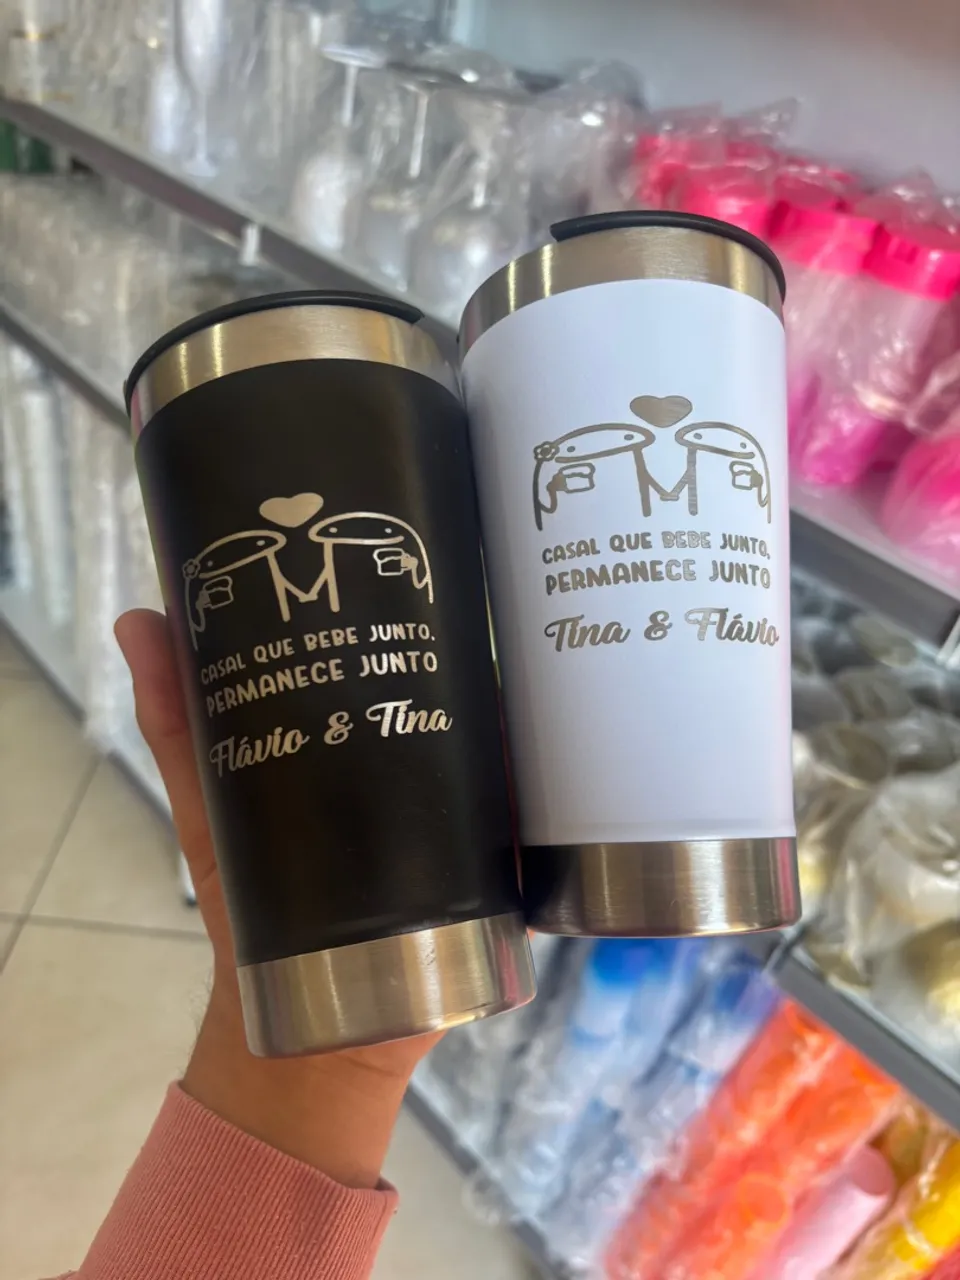 CASAL QUE BEBE JUNTO,
PERMANECE JUNTO
Flávio & Tina
CASAL QUE BEBE JUNTO,
PERMANECE JUNTO
Tina & Flávio